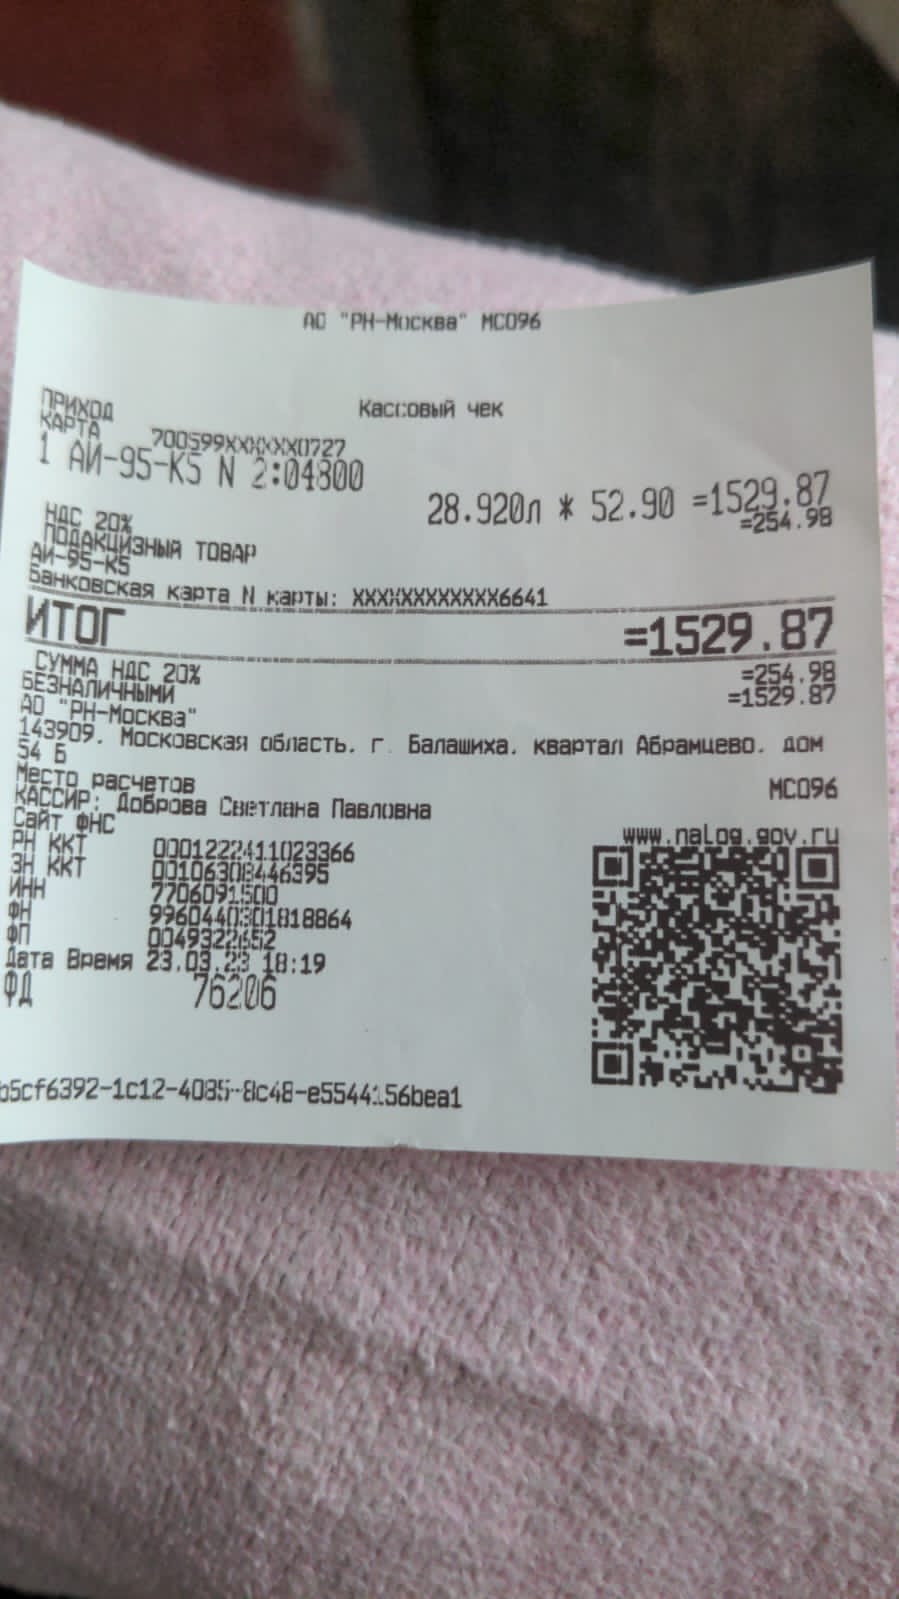 АО "РН-Москва" МС096
Кассовый чек
ПРИХОД
КАРТА 700599XXXXXX0727
1 АИ-95-К5 N 2:04800
28.920л * 52.90 =1529.87
НДС 20% =254.98
ПОДАКЦИЗНЫЙ ТОВАР
АИ-95-К5
Банковская карта N карты: XXXXXXXXXXXX6641
ИТОГ =1529.87
СУММА НДС 20% =254.98
БЕЗНАЛИЧНЫМИ =1529.87
АО "РН-Москва"
143909, Московская область, г. Балашиха, квартал Абрамцево, дом
54 Б
Место расчетов МС096
КАССИР: Доброва Светлана Павловна
Сайт ФНС www.nalog.gov.ru
РН ККТ 0001222411023366
ЗН ККТ 00106308446395
ИНН 7706091500
ФН 9960440301818864
ФП 0049322652
Дата Время 23.03.23 18:19
ФД 76206
b5cf6392-1c12-4085-8c48-e5544156bea1